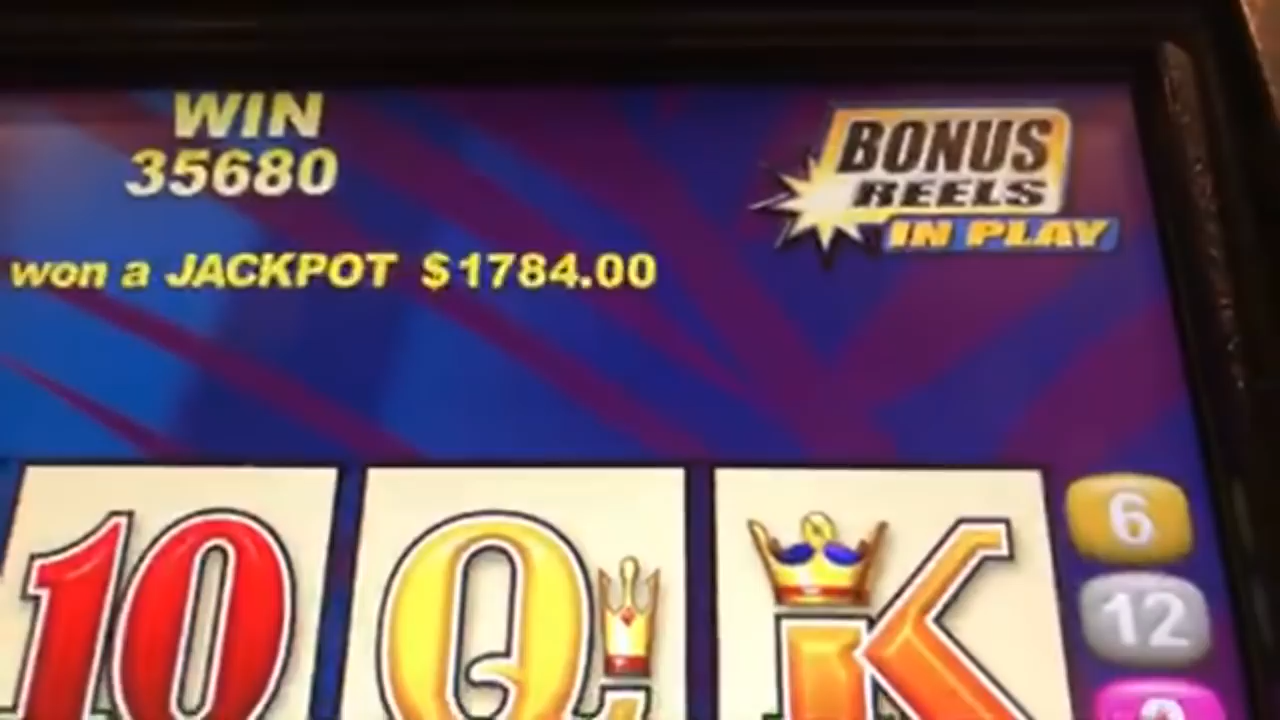 WIN
35680
won a JACKPOT $1784.00
BONUS
REELS
IN PLAY
10
Q
K
6
12